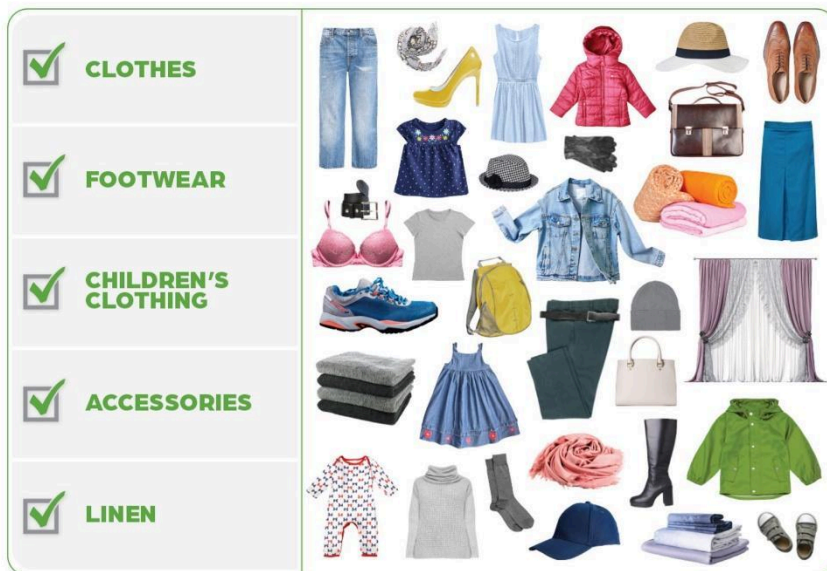 CLOTHES
FOOTWEAR
CHILDREN'S
CLOTHING
ACCESSORIES
LINEN